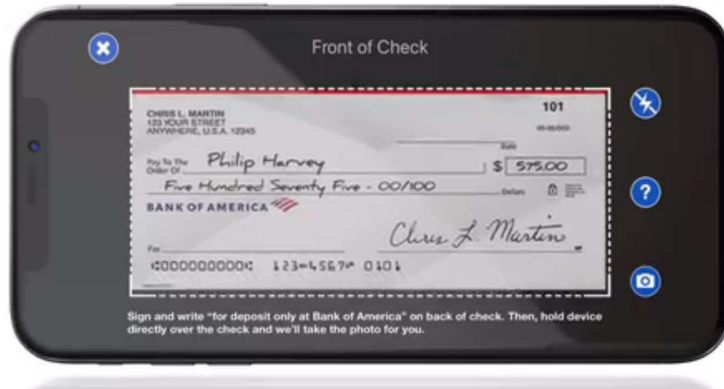 Front of Check
CHRIS L. MARTIN
123 YOUR STREET
ANYWHERE, U.S.A. 12345
101
00-00/000
Date
Pay To The
Order Of
Philip Harvey
$ 575.00
Five Hundred Seventy Five - 00/100
Dollars
BANK OF AMERICA
For
Chris L. Martin
⑆000000000⑆ 123⑉4567⑈ 0101
Sign and write "for deposit only at Bank of America" on back of check. Then, hold device
directly over the check and we'll take the photo for you.
?